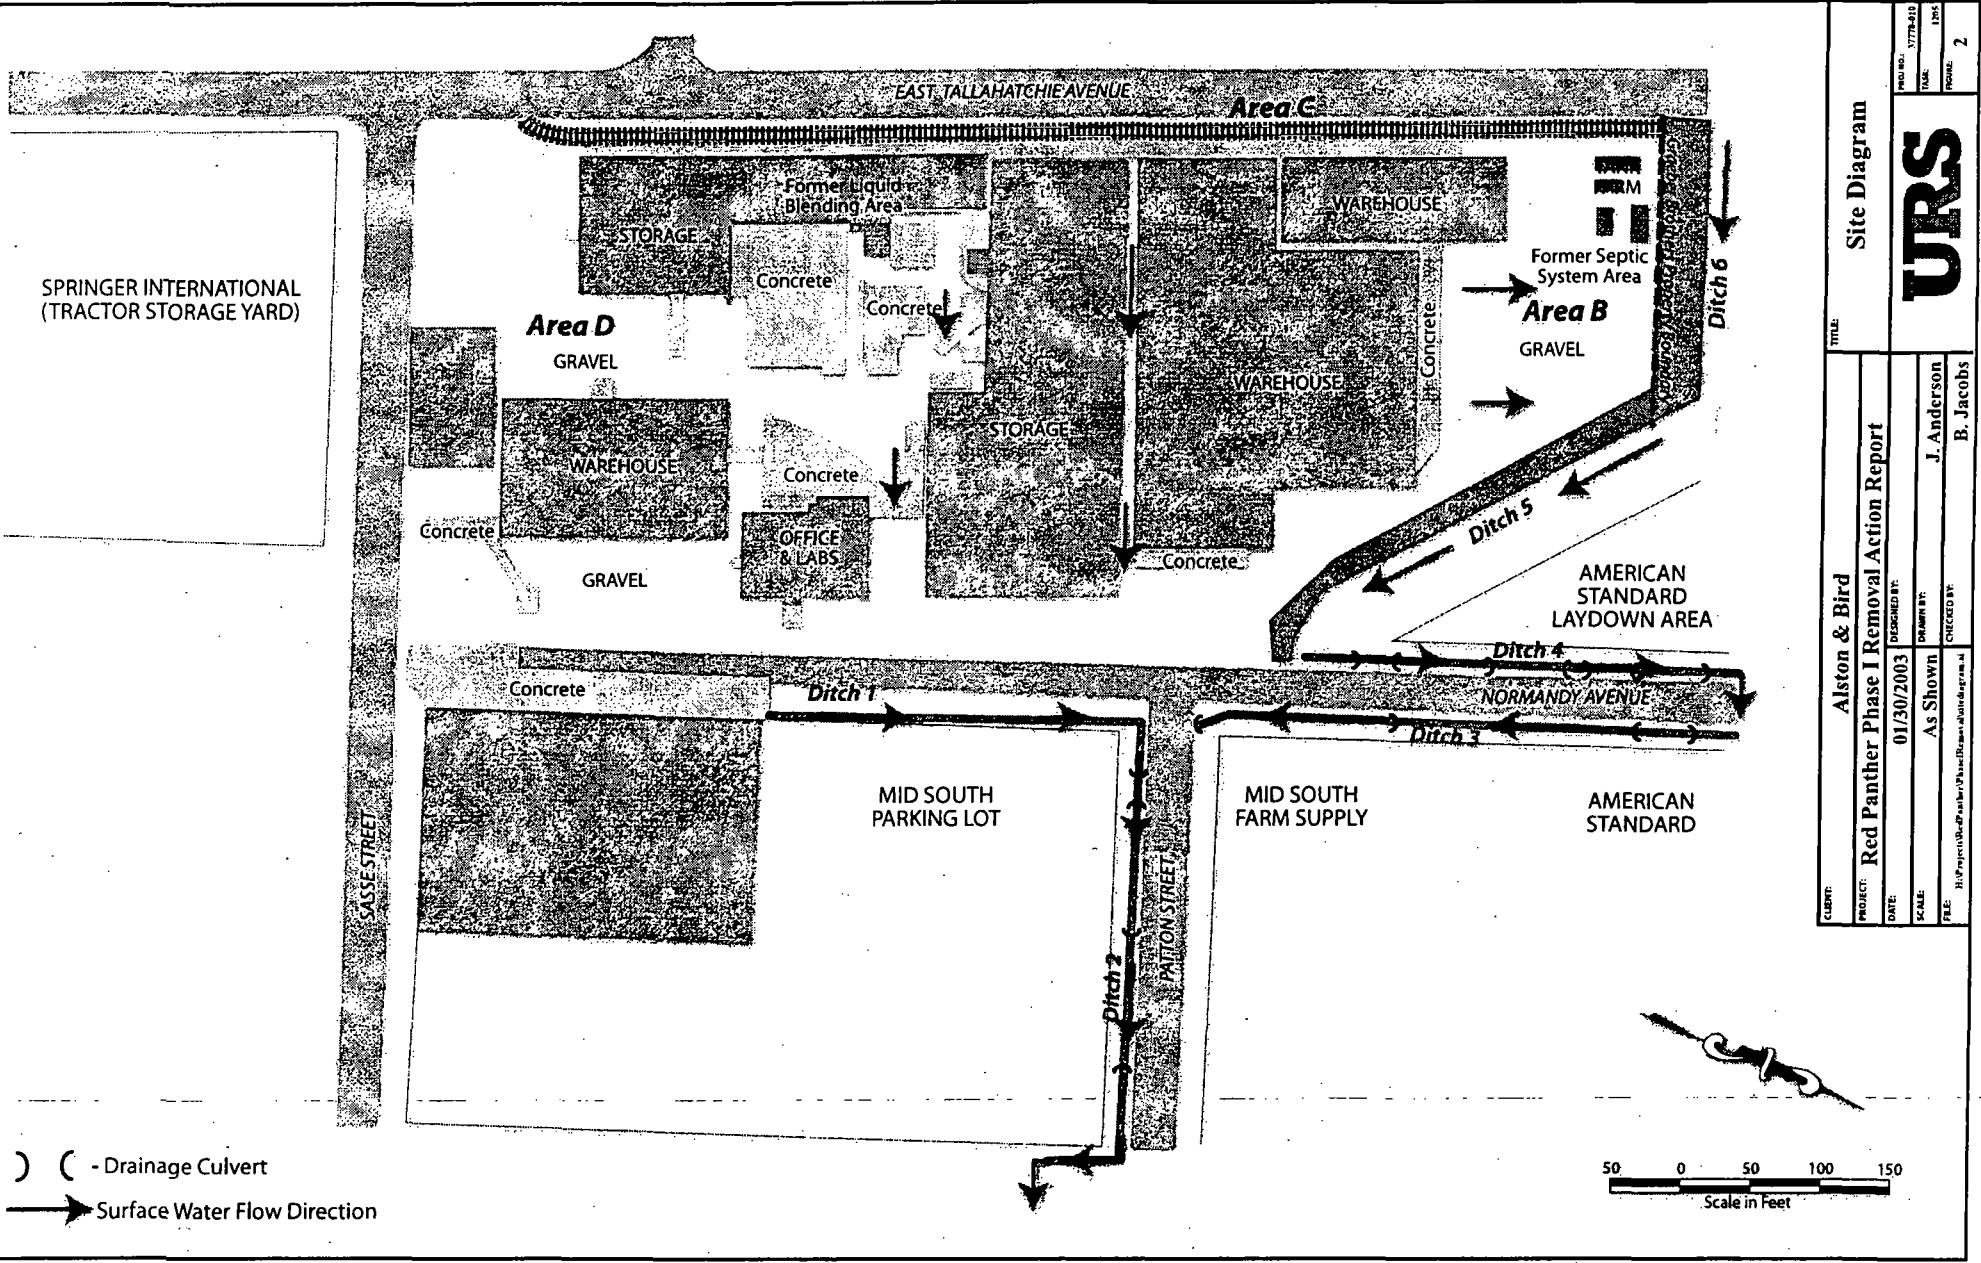 EAST TALLAHATCHIE AVENUE
Area C
Former Liquid
Blending Area
STORAGE
Concrete
Concrete
WAREHOUSE
M
Former Septic
System Area
Area B
GRAVEL
Ditch 6
SPRINGER INTERNATIONAL
(TRACTOR STORAGE YARD)
Area D
GRAVEL
Concrete
WAREHOUSE
STORAGE
WAREHOUSE
Concrete
OFFICE
& LABS
Concrete
GRAVEL
Concrete
Ditch 5
AMERICAN
STANDARD
LAYDOWN AREA
Ditch 4
NORMANDY AVENUE
Concrete
Ditch 1
Ditch 3
MID SOUTH
PARKING LOT
MID SOUTH
FARM SUPPLY
AMERICAN
STANDARD
SASSE STREET
PATTON STREET
Ditch 2
) ( - Drainage Culvert
Surface Water Flow Direction
50 0 50 100 150
Scale in Feet
CLIENT:
Alston & Bird
TITLE:
Site Diagram
PROJECT:
Red Panther Phase I Removal Action Report
DATE:
01/30/2003
DESIGNED BY:
SCALE:
As Shown
DRAWN BY:
J. Anderson
FILE:
CHECKED BY:
B. Jacobs
URS
PROJ NO.:
37778-010
TASK:
1205
FIGURE:
2